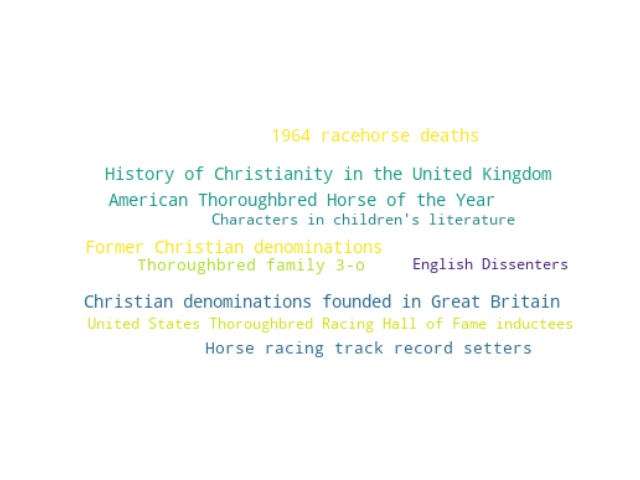 1964 racehorse deaths
History of Christianity in the United Kingdom
American Thoroughbred Horse of the Year
Characters in children's literature
Former Christian denominations
Thoroughbred family 3-o
English Dissenters
Christian denominations founded in Great Britain
United States Thoroughbred Racing Hall of Fame inductees
Horse racing track record setters